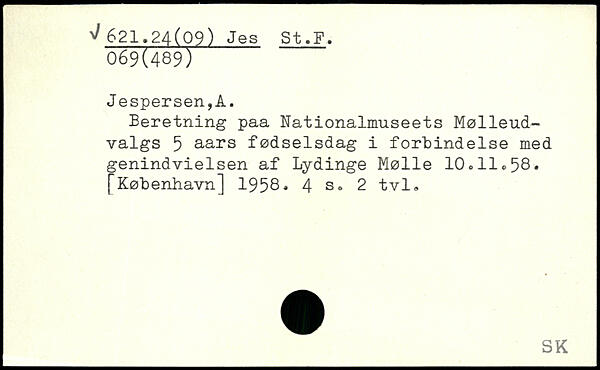 √ 621.24(09) Jes St.F.
069(489)
Jespersen,A.
Beretning paa Nationalmuseets Mølleud-
valgs 5 aars fødselsdag i forbindelse med
genindvielsen af Lydinge Mølle 10.11.58.
[København] 1958. 4 s. 2 tvl.
SK